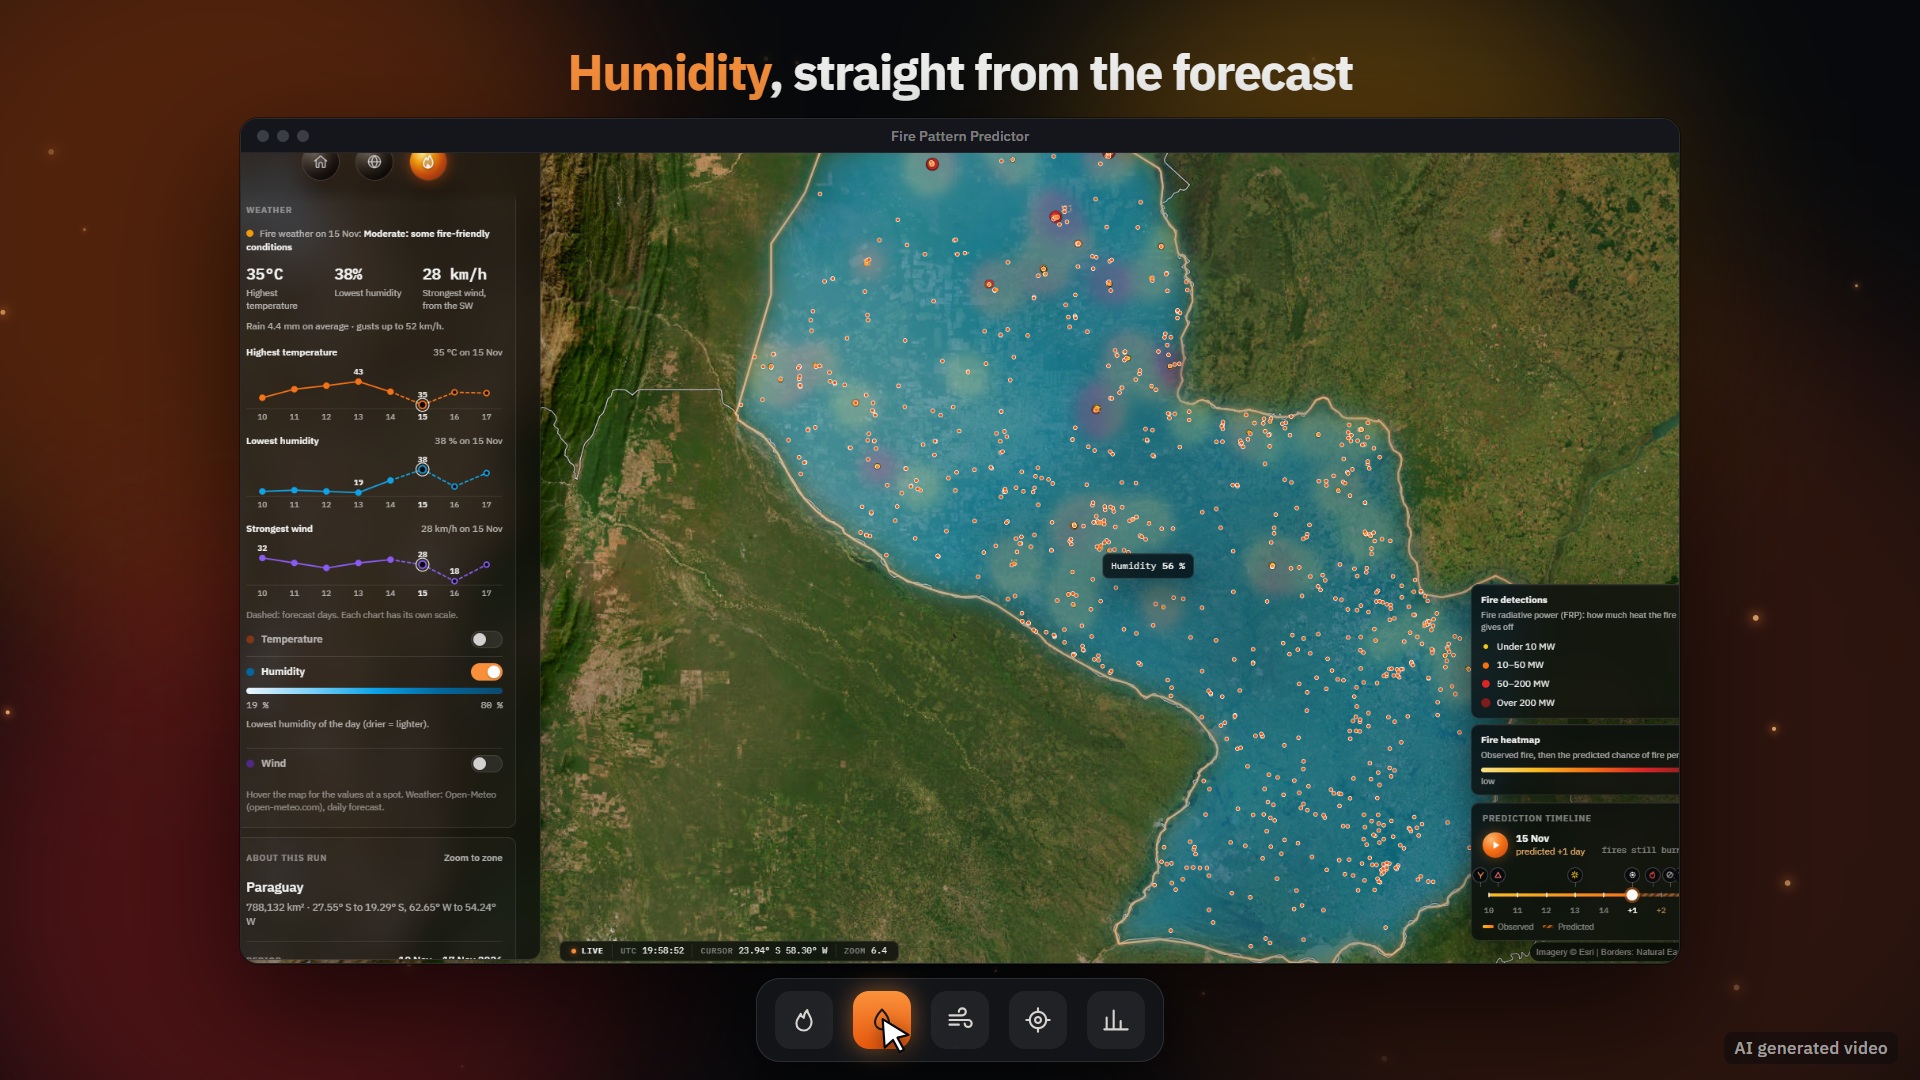 Humidity, straight from the forecast
Fire Pattern Predictor
WEATHER
Fire weather on 15 Nov: Moderate: some fire-friendly
conditions
35°C 38% 28 km/h
Highest temperature
Lowest humidity
Strongest wind, from the SW
Rain 4.4 mm on average - gusts up to 52 km/h.
Highest temperature 35 °C on 15 Nov
43
35
10 11 12 13 14 15 16 17
Lowest humidity 38 % on 15 Nov
38
19
10 11 12 13 14 15 16 17
Strongest wind 28 km/h on 15 Nov
32
28
18
10 11 12 13 14 15 16 17
Dashed: forecast days. Each chart has its own scale.
Temperature
Humidity
19 % 80 %
Lowest humidity of the day (drier = lighter).
Wind
Hover the map for the values at a spot. Weather: Open-Meteo
(open-meteo.com), daily forecast.
ABOUT THIS RUN Zoom to zone
Paraguay
788,132 km² - 27.55° S to 19.29° S, 62.65° W to 54.24°
W
Humidity 56 %
Fire detections
Fire radiative power (FRP): how much heat the fire
gives off
Under 10 MW
10–50 MW
50–200 MW
Over 200 MW
Fire heatmap
Observed fire, then the predicted chance of fire per
low
PREDICTION TIMELINE
15 Nov
predicted +1 day
fires still burn
10 11 12 13 14 +1 +2
Observed Predicted
LIVE UTC 19:58:52 CURSOR 23.94° S 58.30° W ZOOM 6.4
Imagery © Esri | Borders: Natural Ea
AI generated video